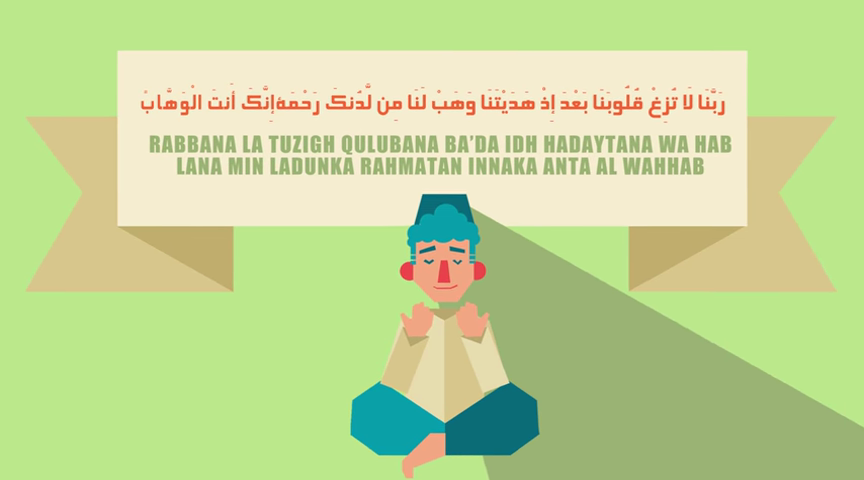 رَبَّنَا لَا تُزِغْ قُلُوبَنَا بَعْدَ إِذْ هَدَيْتَنَا وَهَبْ لَنَا مِن لَّدُنكَ رَحْمَةً إِنَّكَ أَنتَ الْوَهَّابُ
RABBANA LA TUZIGH QULUBANA BA'DA IDH HADAYTANA WA HAB
LANA MIN LADUNKA RAHMATAN INNAKA ANTA AL WAHHAB